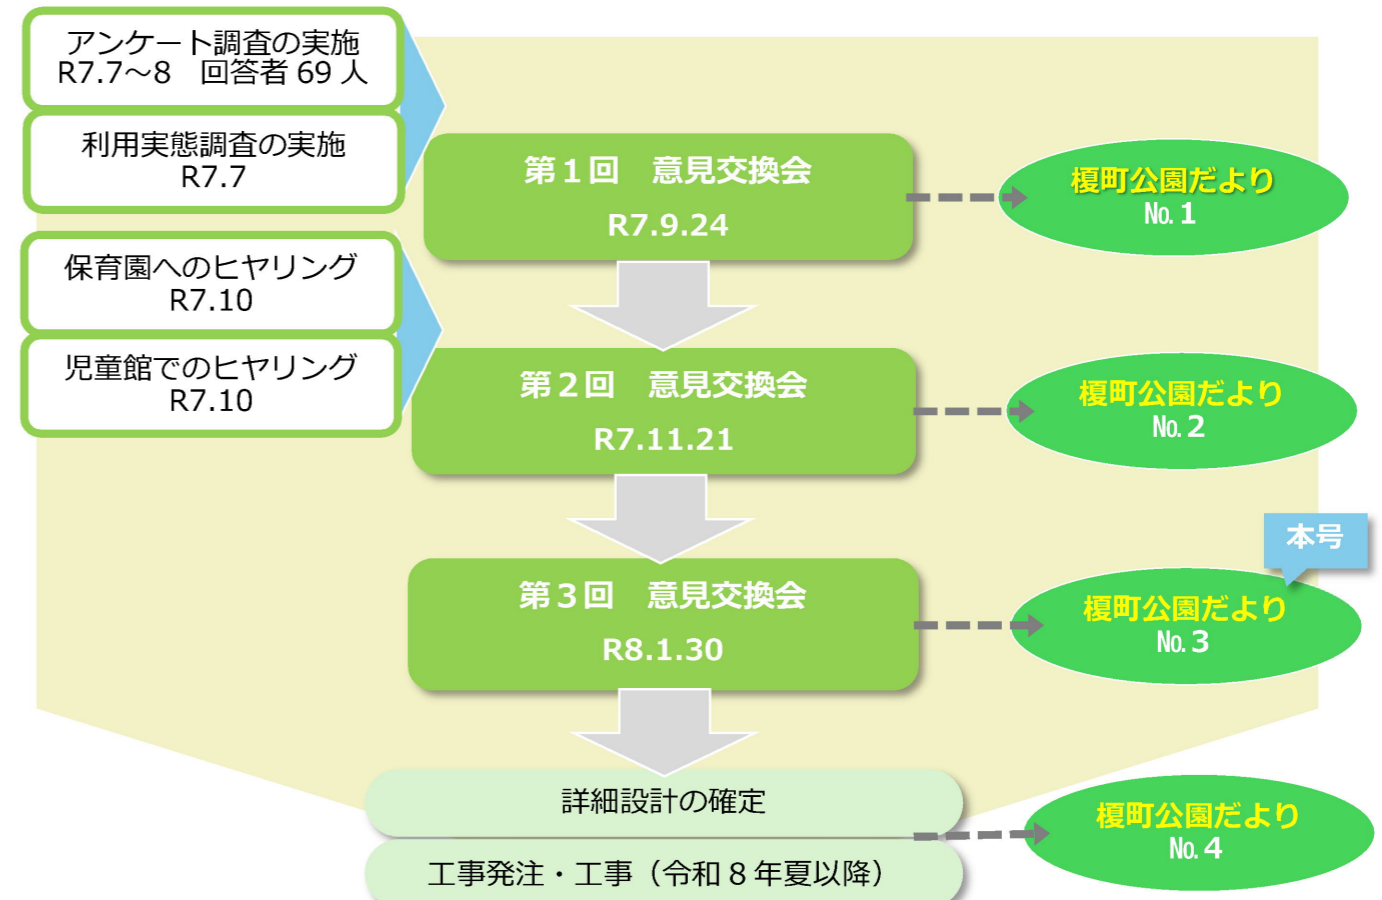 アンケート調査の実施
R7.7～8　回答者 69 人
利用実態調査の実施
R7.7
第１回　意見交換会
R7.9.24
榎町公園だより
№ 1
保育園へのヒヤリング
R7.10
児童館でのヒヤリング
R7.10
第２回　意見交換会
R7.11.21
榎町公園だより
№ 2
本号
第３回　意見交換会
R8.1.30
榎町公園だより
№ 3
詳細設計の確定
工事発注・工事（令和 8 年夏以降）
榎町公園だより
№ 4